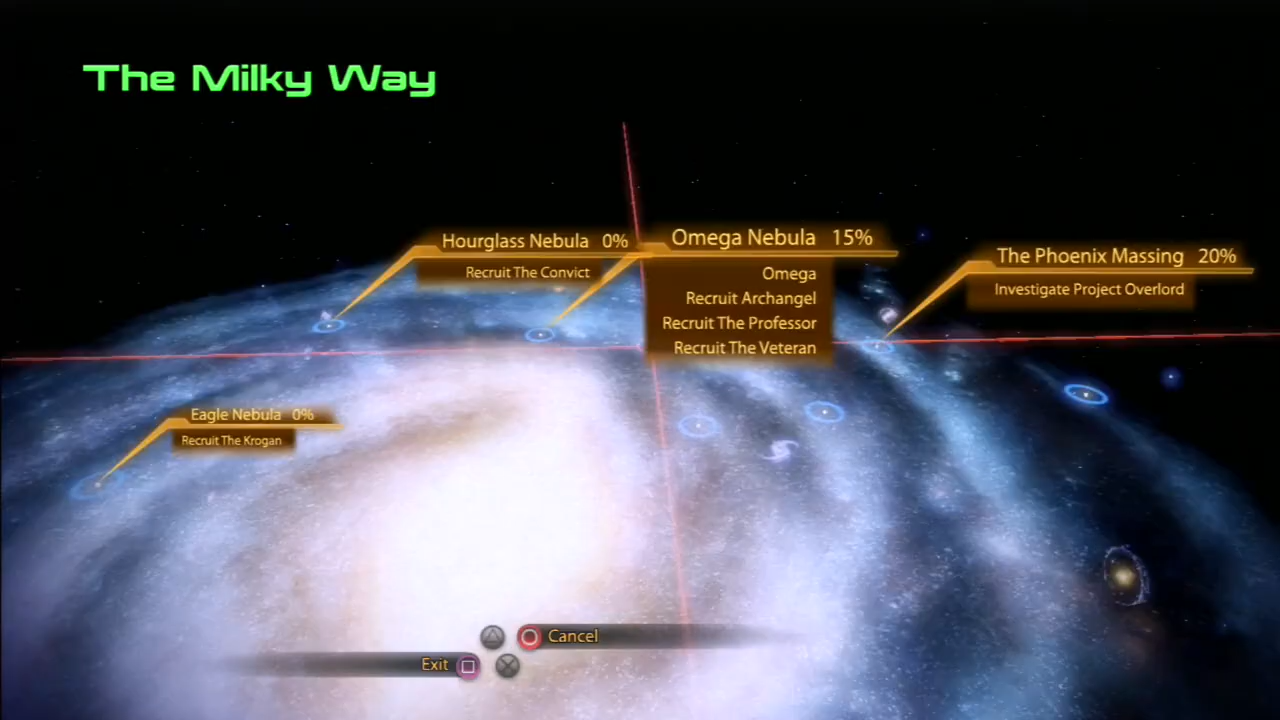 The Milky Way
Hourglass Nebula 0%
Recruit The Convict
Omega Nebula 15%
Omega
Recruit Archangel
Recruit The Professor
Recruit The Veteran
The Phoenix Massing 20%
Investigate Project Overlord
Eagle Nebula 0%
Recruit The Krogan
Cancel
Exit